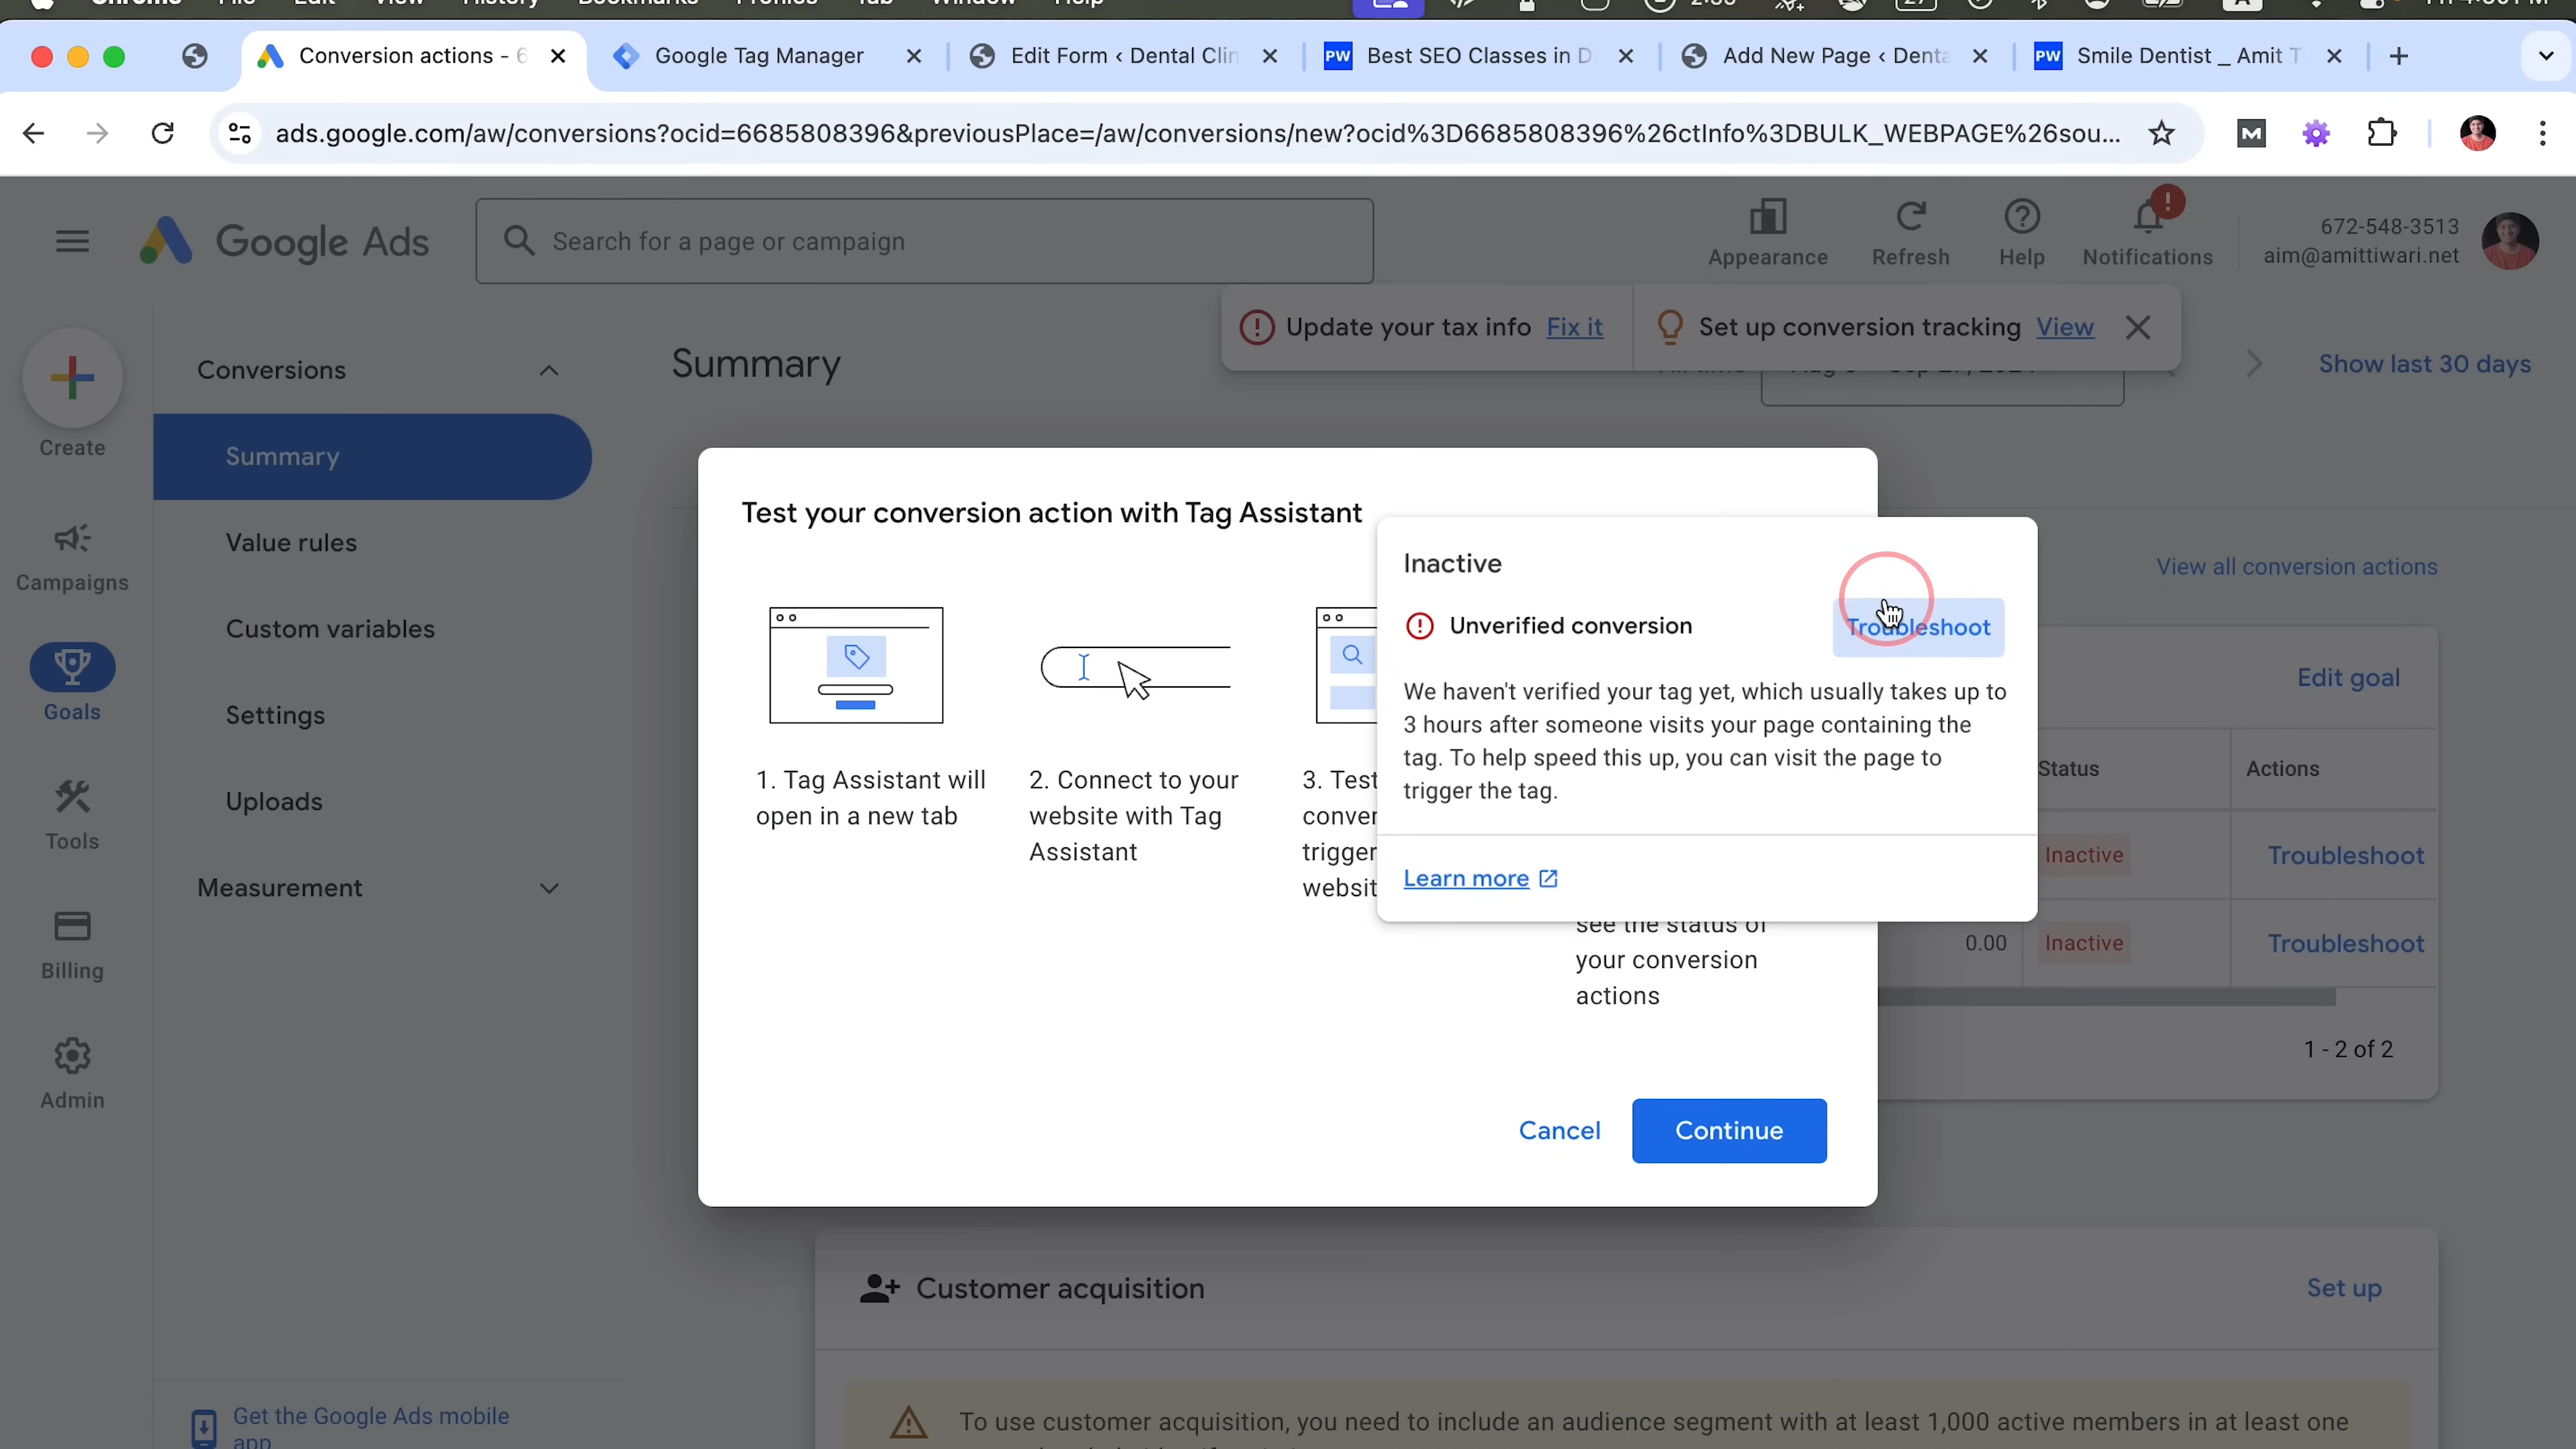 Conversion actions - 6
Google Tag Manager
Edit Form ‹ Dental Clin
PW Best SEO Classes in D
Add New Page ‹ Denta
PW Smile Dentist _ Amit T
ads.google.com/aw/conversions?ocid=6685808396&previousPlace=/aw/conversions/new?ocid%3D6685808396%26ctInfo%3DBULK_WEBPAGE%26sou...
Google Ads
Search for a page or campaign
Appearance
Refresh
Help
Notifications
672-548-3513
aim@amittiwari.net
Update your tax info Fix it
Set up conversion tracking View
Create
Campaigns
Goals
Tools
Billing
Admin
Conversions
Summary
Value rules
Custom variables
Settings
Uploads
Measurement
Get the Google Ads mobile
app
Summary
Show last 30 days
View all conversion actions
Edit goal
Status
Actions
Inactive
Troubleshoot
0.00
Inactive
Troubleshoot
1 - 2 of 2
Test your conversion action with Tag Assistant
1. Tag Assistant will
open in a new tab
2. Connect to your
website with Tag
Assistant
3. Test
conver
trigger
websit
see the status of
your conversion
actions
Cancel
Continue
Inactive
Unverified conversion
Troubleshoot
We haven't verified your tag yet, which usually takes up to
3 hours after someone visits your page containing the
tag. To help speed this up, you can visit the page to
trigger the tag.
Learn more
Customer acquisition
Set up
To use customer acquisition, you need to include an audience segment with at least 1,000 active members in at least one